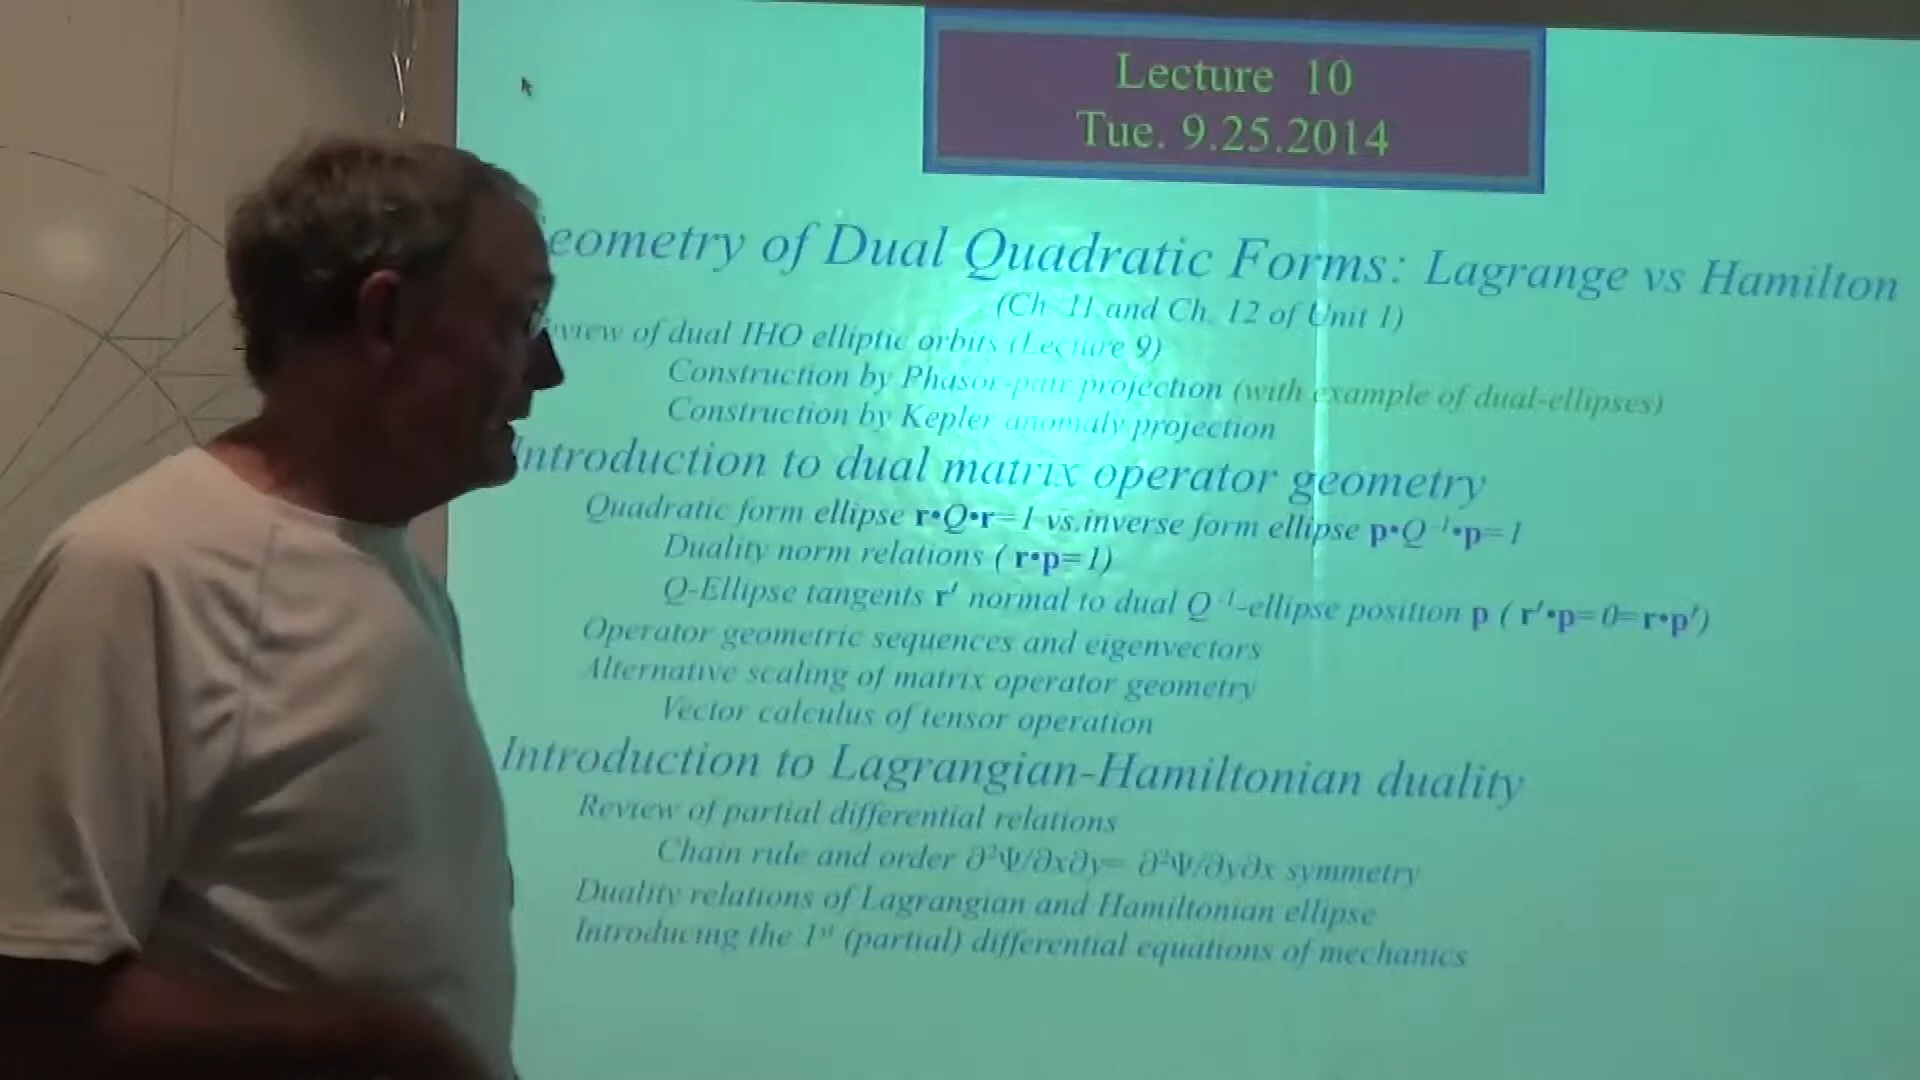 Lecture 10
Tue. 9.25.2014
eometry of Dual Quadratic Forms: Lagrange vs Hamilton
(Ch. 11 and Ch. 12 of Unit 1)
view of dual IHO elliptic orbits (Lecture 9)
Construction by Phasor-pair projection (with example of dual-ellipses)
Construction by Kepler anomaly projection
Introduction to dual matrix operator geometry
Quadratic form ellipse r•Q•r=1 vs.inverse form ellipse p•Q⁻¹•p=1
Duality norm relations ( r•p=1)
Q-Ellipse tangents r′ normal to dual Q⁻¹-ellipse position p ( r′•p=0=r•p′)
Operator geometric sequences and eigenvectors
Alternative scaling of matrix operator geometry
Vector calculus of tensor operation
Introduction to Lagrangian-Hamiltonian duality
Review of partial differential relations
Chain rule and order ∂²Ψ/∂x∂y= ∂²Ψ/∂y∂x symmetry
Duality relations of Lagrangian and Hamiltonian ellipse
Introducing the 1st (partial) differential equations of mechanics